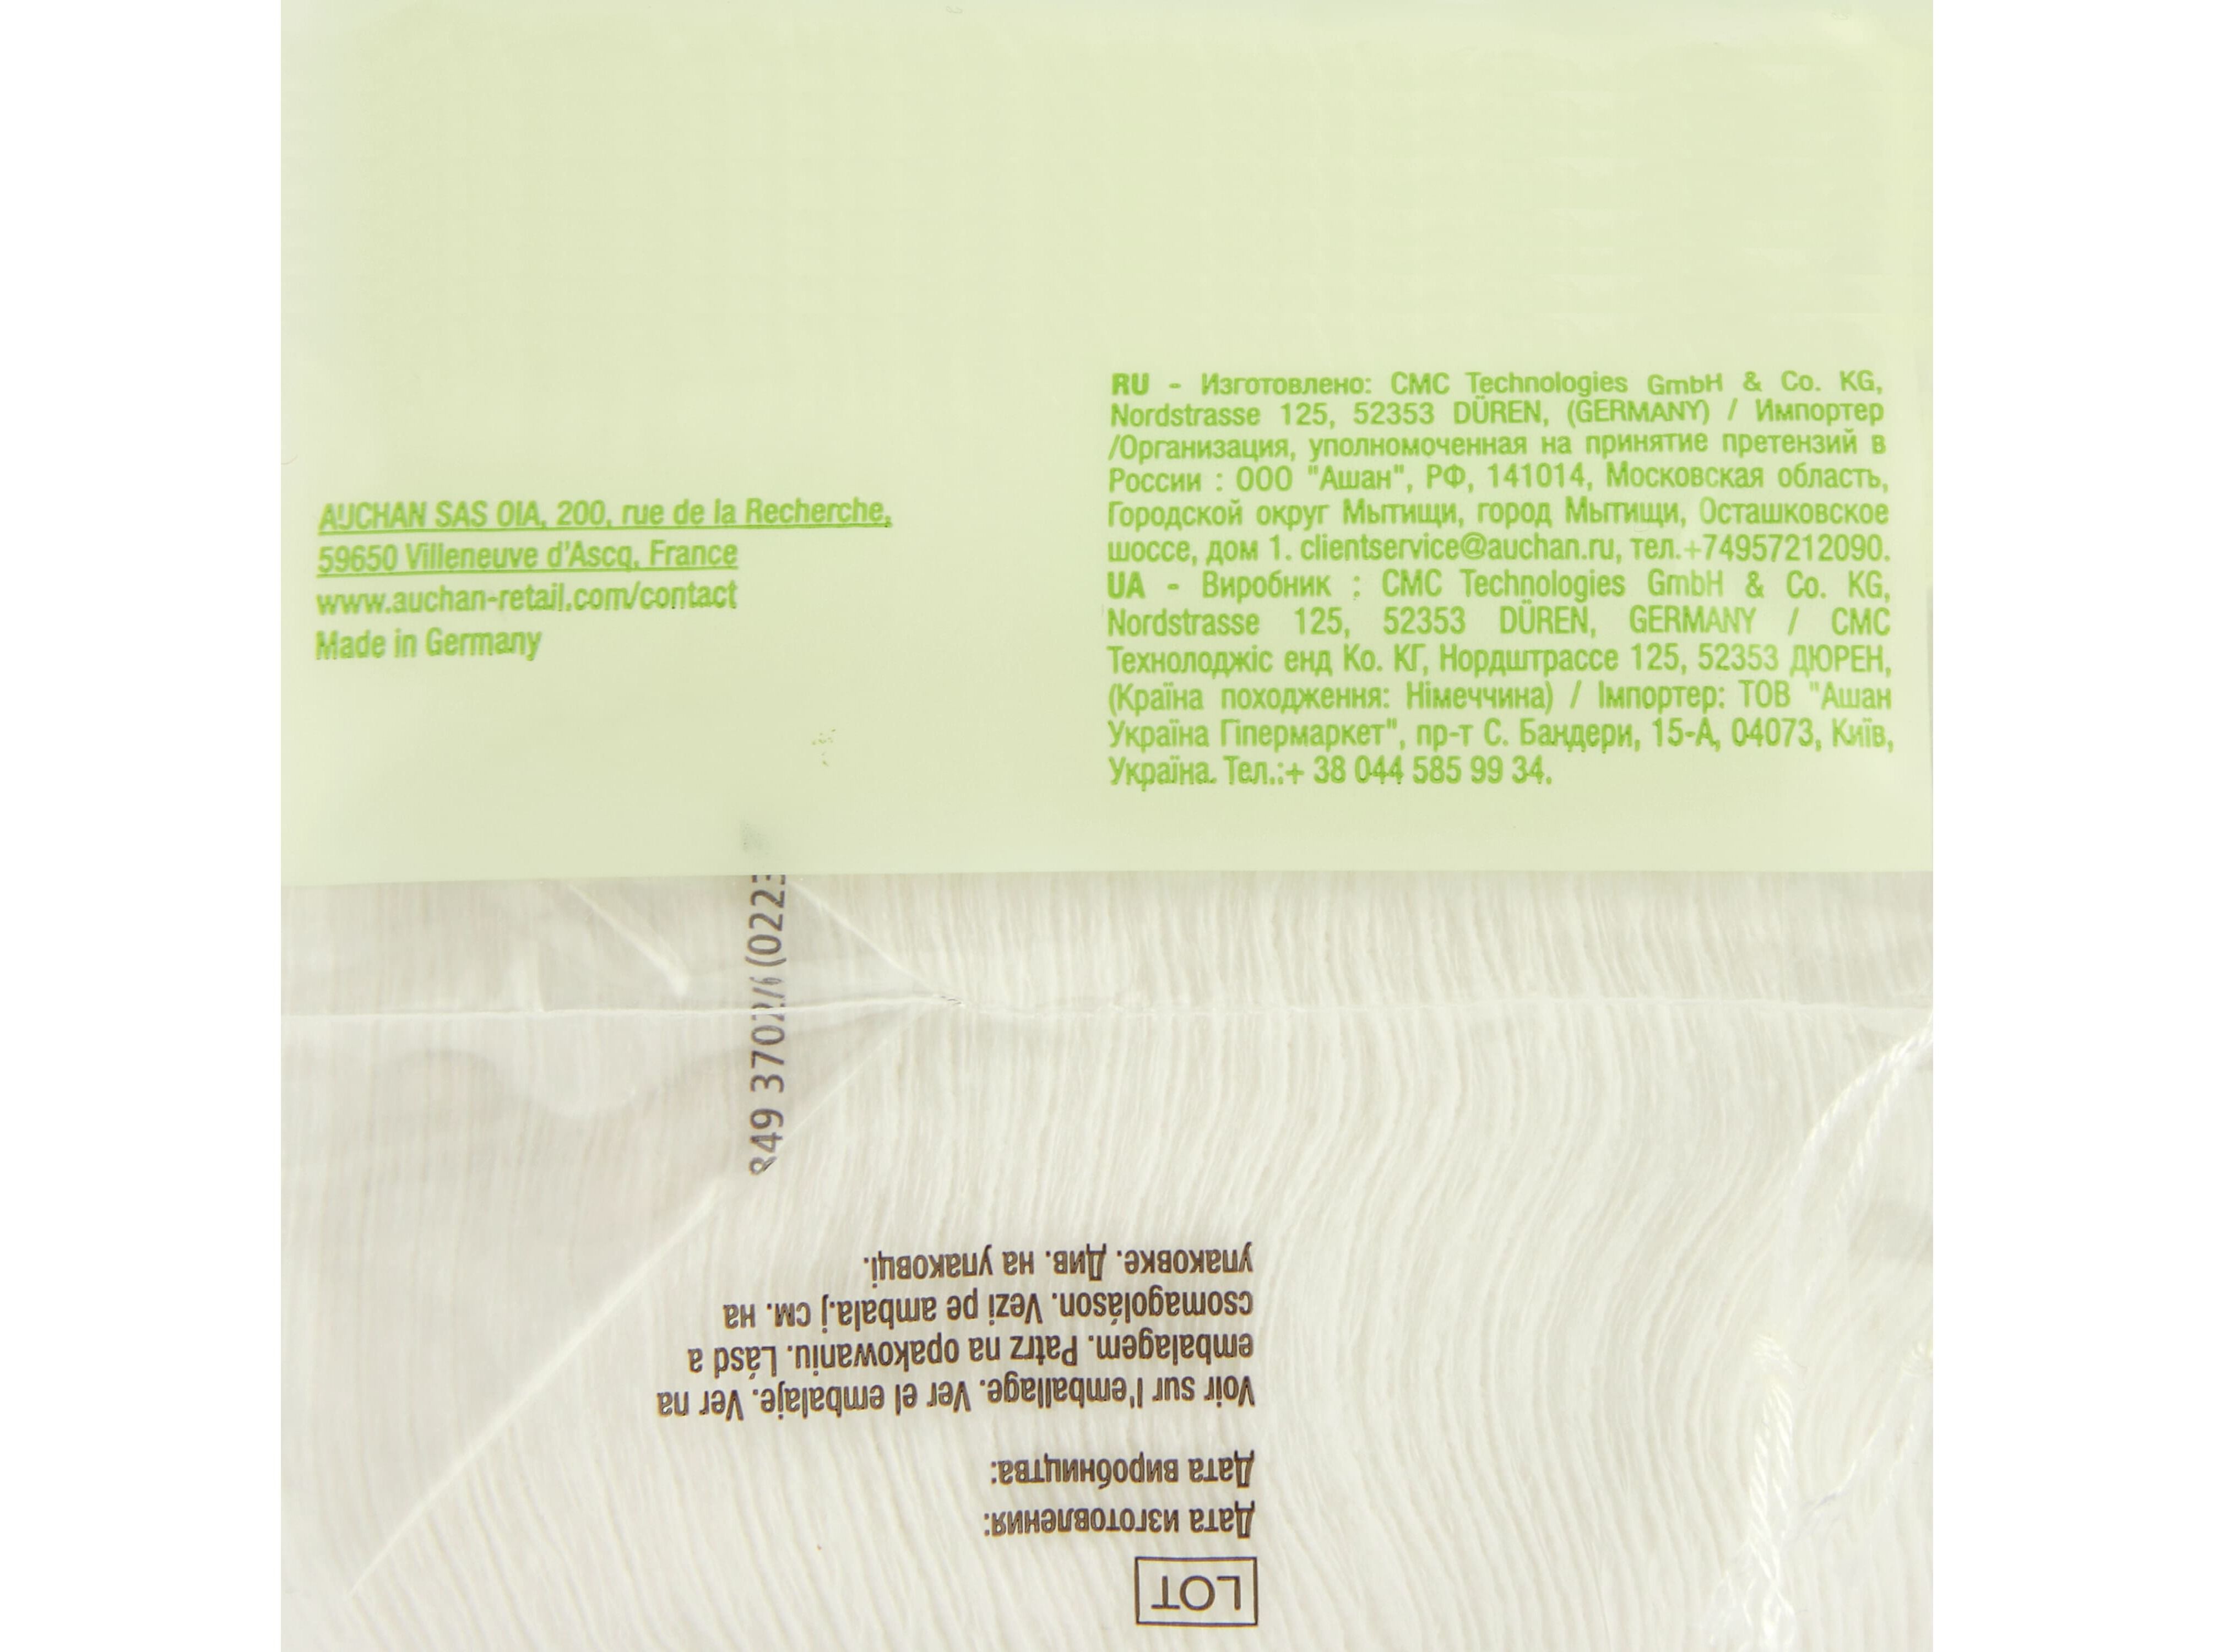 AUCHAN SAS OIA, 200, rue de la Recherche,
59650 Villeneuve d'Ascq, France
www.auchan-retail.com/contact
Made in Germany
RU - Изготовлено: CMC Technologies GmbH & Co. KG,
Nordstrasse 125, 52353 DÜREN, (GERMANY) / Импортер
/Организация, уполномоченная на принятие претензий в
России : ООО "Ашан", РФ, 141014, Московская область,
Городской округ Мытищи, город Мытищи, Осташковское
шоссе, дом 1. clientservice@auchan.ru, тел.+74957212090.
UA - Виробник : CMC Technologies GmbH & Co. KG,
Nordstrasse 125, 52353 DÜREN, GERMANY / CMC
Технолоджіс енд Ко. КГ, Нордштрассе 125, 52353 ДЮРЕН,
(Країна походження: Німеччина) / Імпортер: ТОВ "Ашан
Україна Гіпермаркет", пр-т С. Бандери, 15-А, 04073, Київ,
Україна. Тел.:+ 38 044 585 99 34.
849 3702/6 (022
LOT
Дата изготовления:
Дата виробництва:
Voir sur l'emballage. Ver el embalaje. Ver na
embalagem. Patrz na opakowaniu. Lásd a
csomagoláson. Vezi pe ambalaj. см. на
упаковке. Див. на упаковці.